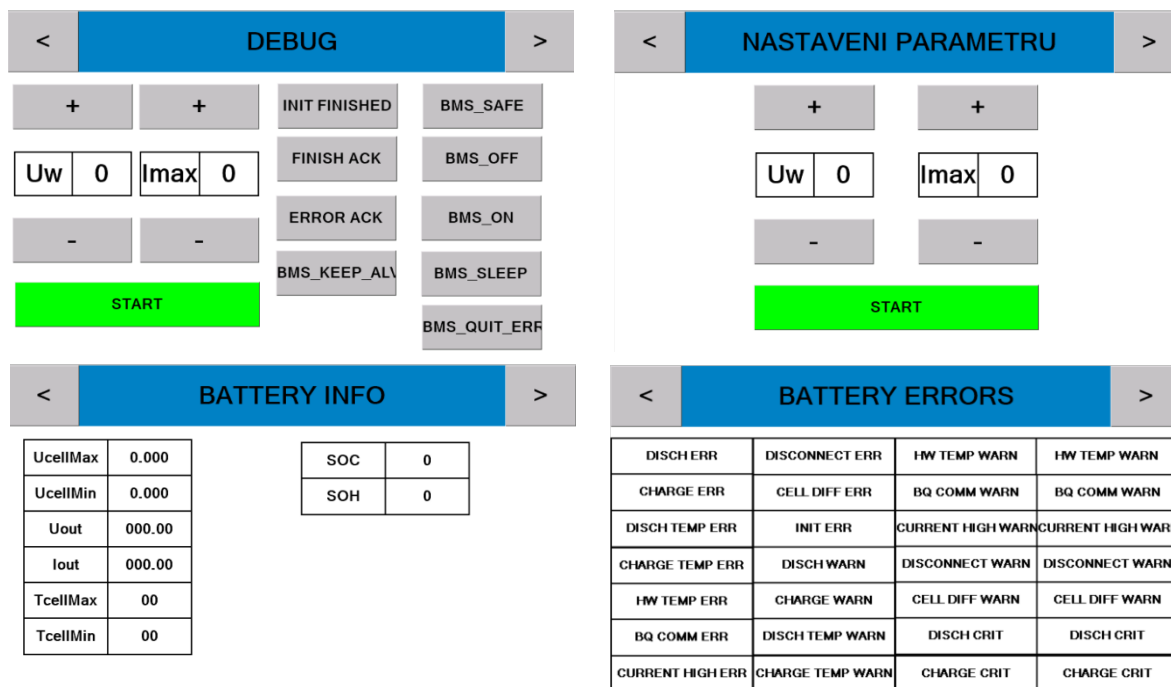 < DEBUG >
+ + INIT FINISHED BMS_SAFE
FINISH ACK BMS_OFF
Uw 0 Imax 0
ERROR ACK BMS_ON
- - BMS_KEEP_AL BMS_SLEEP
START
BMS_QUIT_ERR
< NASTAVENI PARAMETRU >
+ +
Uw 0 Imax 0
- -
START
< BATTERY INFO >
UcellMax 0.000 SOC 0
UcellMin 0.000 SOH 0
Uout 000.00
Iout 000.00
TcellMax 00
TcellMin 00
< BATTERY ERRORS >
DISCH ERR DISCONNECT ERR HW TEMP WARN HW TEMP WARN
CHARGE ERR CELL DIFF ERR BQ COMM WARN BQ COMM WARN
DISCH TEMP ERR INIT ERR CURRENT HIGH WARN CURRENT HIGH WAR
CHARGE TEMP ERR DISCH WARN DISCONNECT WARN DISCONNECT WARN
HW TEMP ERR CHARGE WARN CELL DIFF WARN CELL DIFF WARN
BQ COMM ERR DISCH TEMP WARN DISCH CRIT DISCH CRIT
CURRENT HIGH ERR CHARGE TEMP WARN CHARGE CRIT CHARGE CRIT